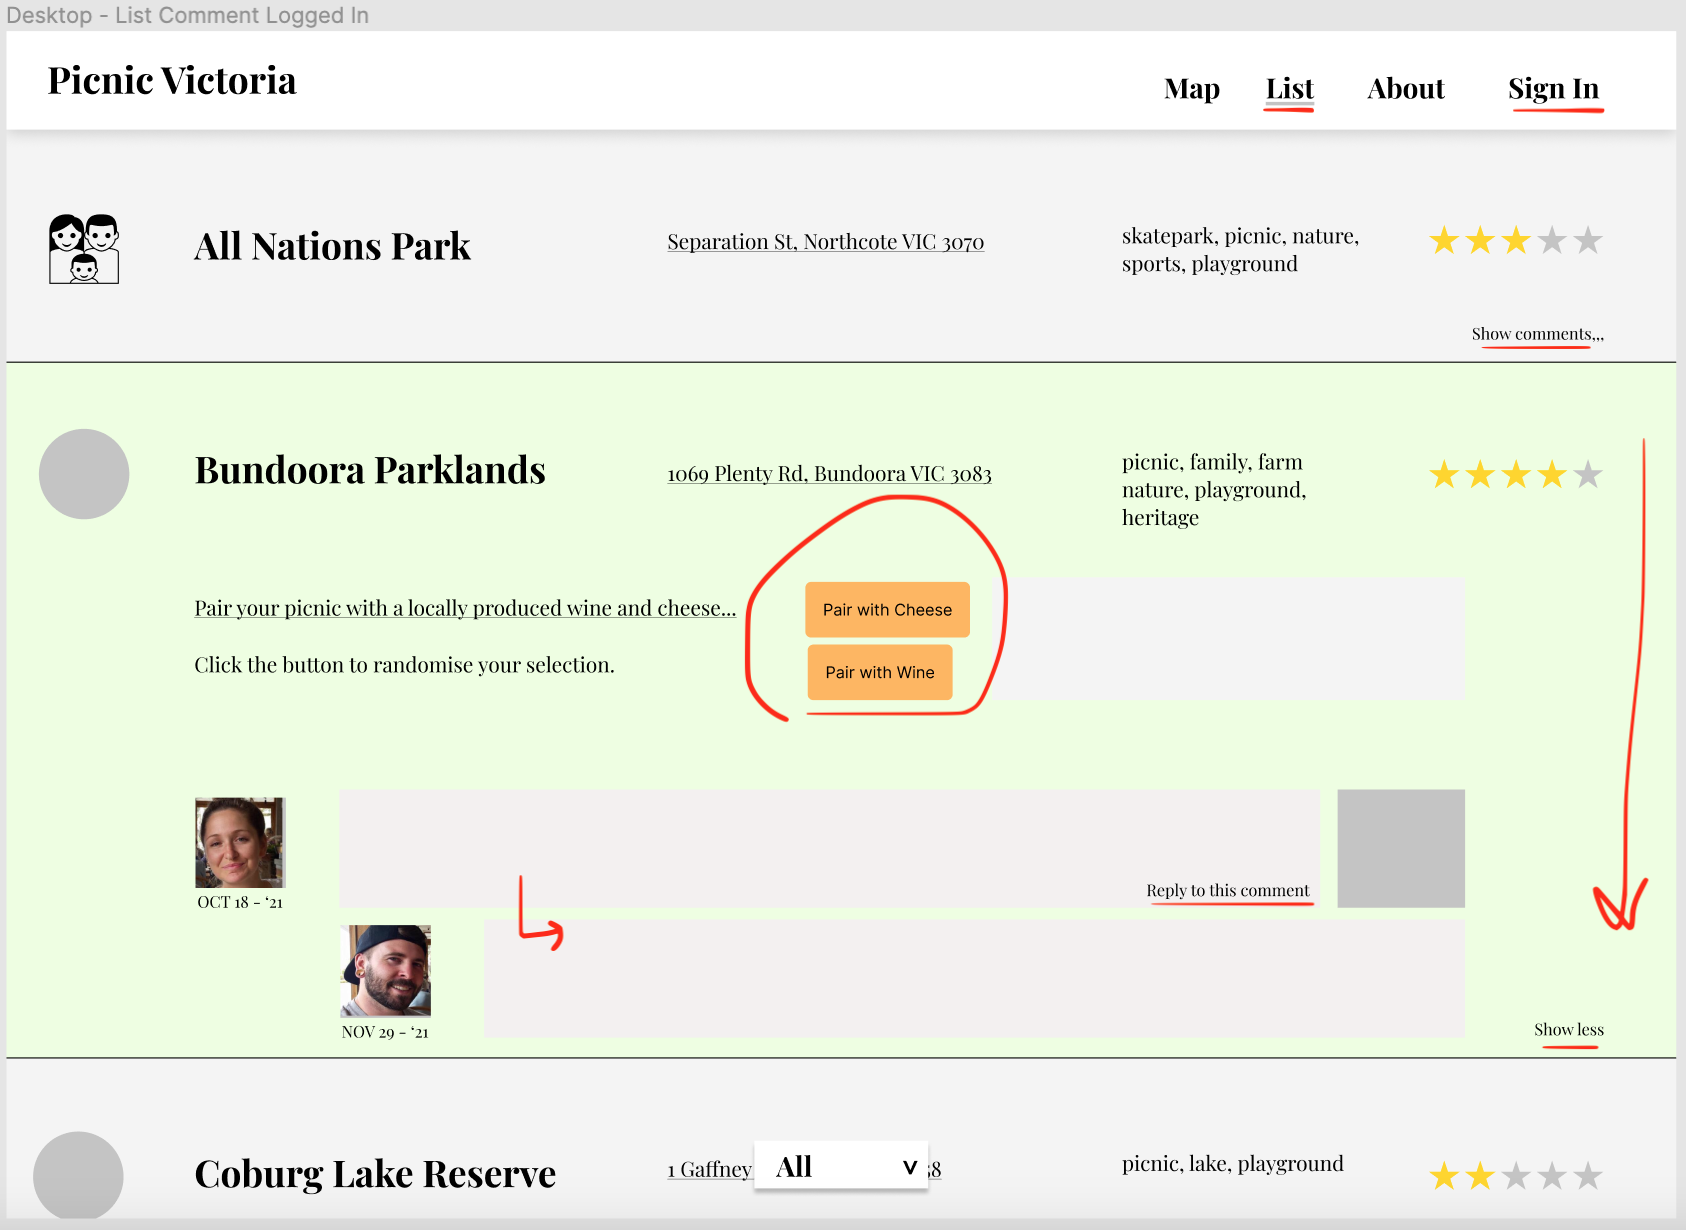 Desktop - List Comment Logged In
Picnic Victoria
Map List About Sign In
All Nations Park
Separation St, Northcote VIC 3070
skatepark, picnic, nature,
sports, playground
Show comments,,,
Bundoora Parklands
1069 Plenty Rd, Bundoora VIC 3083
picnic, family, farm
nature, playground,
heritage
Pair your picnic with a locally produced wine and cheese...
Click the button to randomise your selection.
Pair with Cheese
Pair with Wine
OCT 18 - ‘21
Reply to this comment
NOV 29 - ‘21
Show less
Coburg Lake Reserve
1 Gaffney
All v
picnic, lake, playground